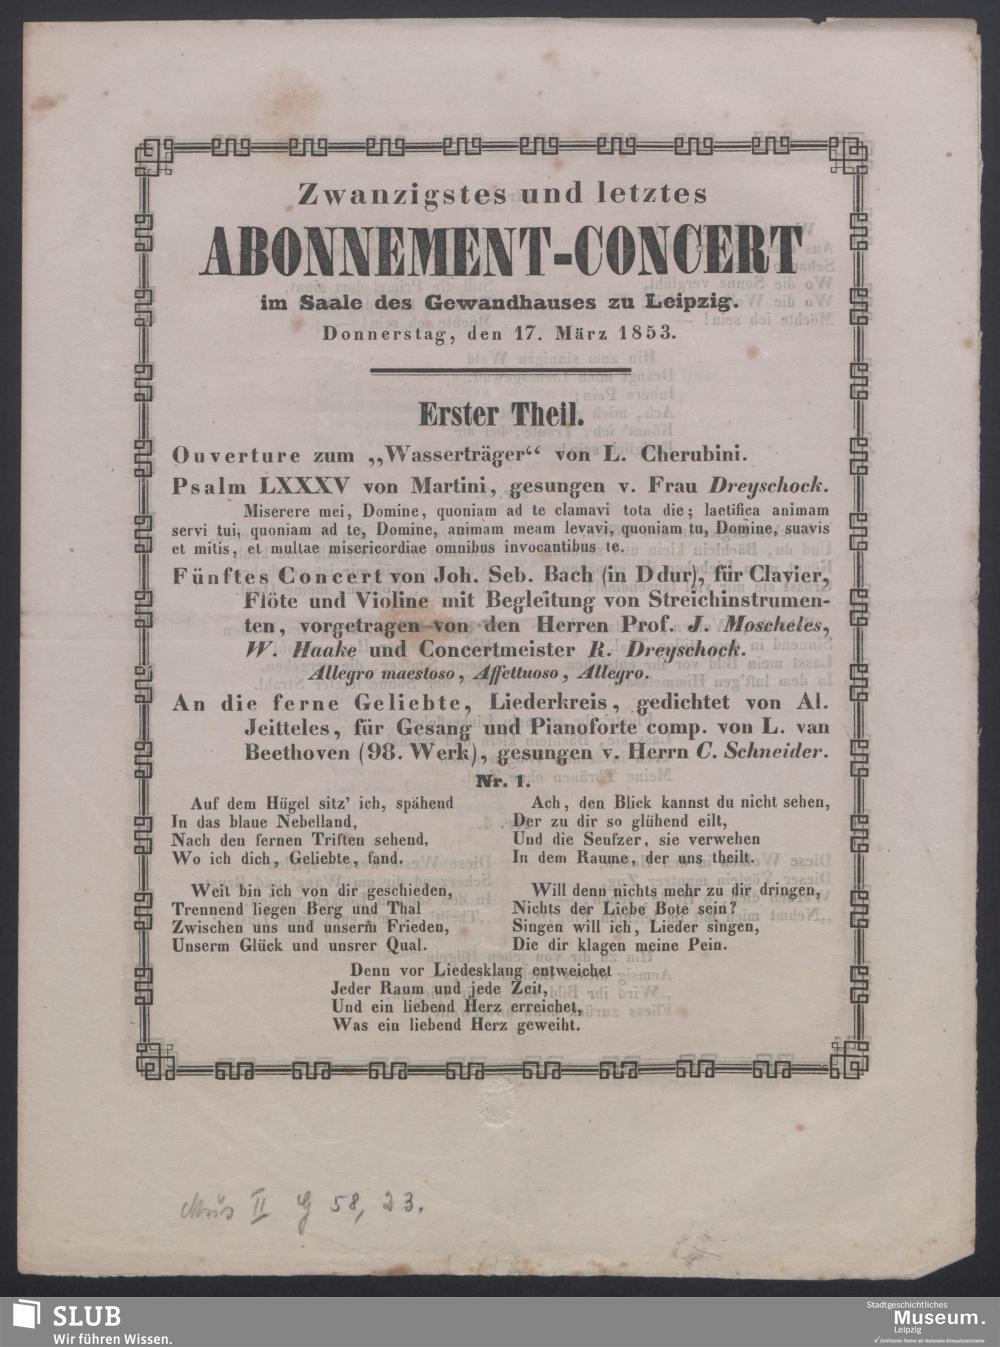 Zwanzigstes und letztes
ABONNEMENT-CONCERT
im Saale des Gewandhauses zu Leipzig.
Donnerstag, den 17. März 1853.
Erster Theil.
Ouverture zum „Wasserträger“ von L. Cherubini.
Psalm LXXXV von Martini, gesungen v. Frau Dreyschock.
Miserere mei, Domine, quoniam ad te clamavi tota die; laetifica animam
servi tui, quoniam ad te, Domine, animam meam levavi, quoniam tu, Domine, suavis
et mitis, et multae misericordiae omnibus invocantibus te.
Fünftes Concert von Joh. Seb. Bach (in D dur), für Clavier,
Flöte und Violine mit Begleitung von Streichinstrumen-
ten, vorgetragen von den Herren Prof. J. Moscheles,
W. Haake und Concertmeister R. Dreyschock.
Allegro maestoso, Affettuoso, Allegro.
An die ferne Geliebte, Liederkreis, gedichtet von Al.
Jeitteles, für Gesang und Pianoforte comp. von L. van
Beethoven (98. Werk), gesungen v. Herrn C. Schneider.
Nr. 1.
Auf dem Hügel sitz' ich, spähend
In das blaue Nebelland,
Nach den fernen Triften sehend,
Wo ich dich, Geliebte, fand.
Weit bin ich von dir geschieden,
Trennend liegen Berg und Thal
Zwischen uns und unserm Frieden,
Unserm Glück und unsrer Qual.
Ach, den Blick kannst du nicht sehen,
Der zu dir so glühend eilt,
Und die Seufzer, sie verwehen
In dem Raume, der uns theilt.
Will denn nichts mehr zu dir dringen,
Nichts der Liebe Bote sein?
Singen will ich, Lieder singen,
Die dir klagen meine Pein.
Denn vor Liedesklang entweichet
Jeder Raum und jede Zeit,
Und ein liebend Herz erreichet,
Was ein liebend Herz geweiht.
Mus II G 58, 23.
SLUB
Wir führen Wissen.
Stadtgeschichtliches
Museum.
Leipzig
Zertifizierter Partner der Nationalen Klimaschutzinitiative